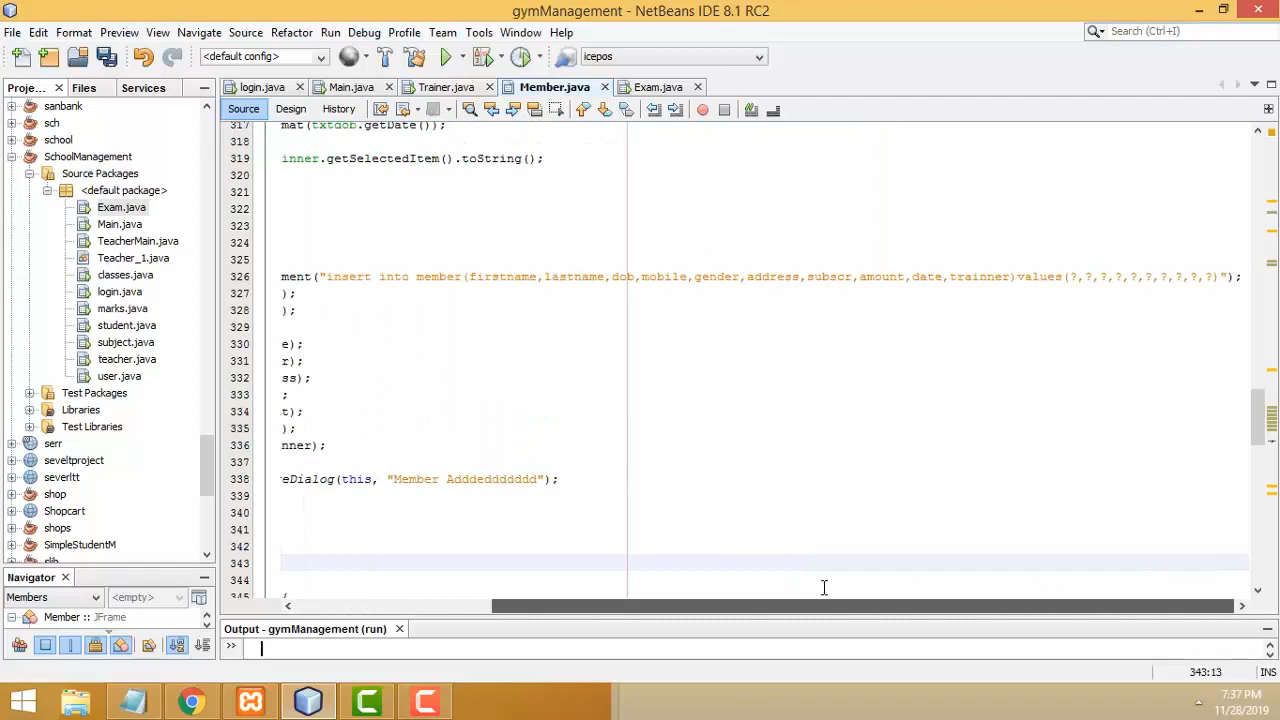 gymManagement - NetBeans IDE 8.1 RC2
File Edit Format Preview View Navigate Source Refactor Run Debug Profile Team Tools Window Help
Search (Ctrl+I)
<default config>
icepos
Proje... Files Services
login.java Main.java Trainer.java Member.java Exam.java
Source Design History
sanbank
sch
school
SchoolManagement
Source Packages
<default package>
Exam.java
Main.java
TeacherMain.java
Teacher_1.java
classes.java
login.java
marks.java
student.java
subject.java
teacher.java
user.java
Test Packages
Libraries
Test Libraries
serr
seveltproject
severltt
shop
Shopcart
shops
SimpleStudentM
slib
Navigator
Members <empty>
Member :: JFrame
317 mat(txtdob.getDate());
318
319 inner.getSelectedItem().toString();
320
321
322
323
324
325
326 ment("insert into member(firstname,lastname,dob,mobile,gender,address,subscr,amount,date,trainner)values(?,?,?,?,?,?,?,?,?,?)");
327 );
328 );
329
330 e);
331 r);
332 ss);
333 ;
334 t);
335 );
336 nner);
337
338 eDialog(this, "Member Addedddddd");
339
340
341
342
343
344
345 {
Output - gymManagement (run)
343:13 INS
7:37 PM
11/28/2019